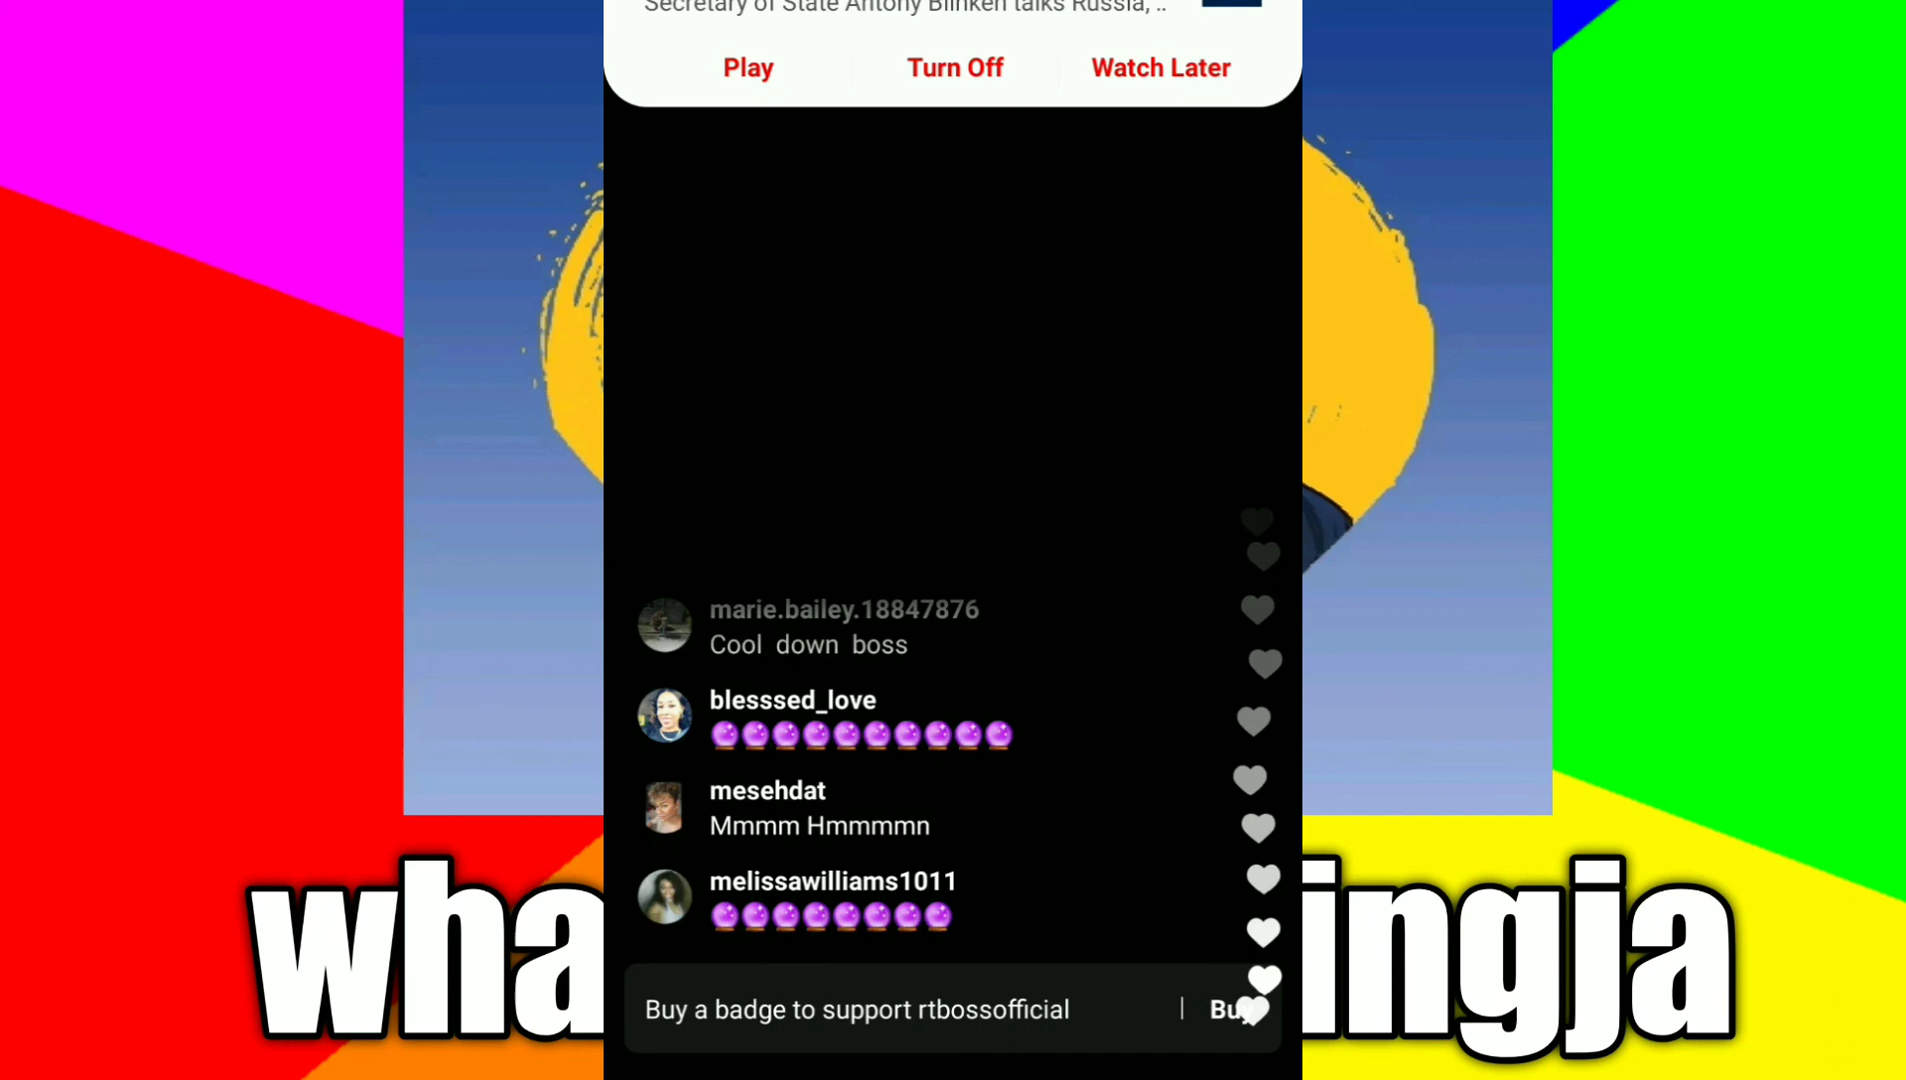 Secretary of State Antony Blinken talks Russia, ..
Play Turn Off Watch Later
marie.bailey.18847876
Cool down boss
blesssed_love
🔮🔮🔮🔮🔮🔮🔮🔮🔮🔮
mesehdat
Mmmm Hmmmmn
melissawilliams1011
🔮🔮🔮🔮🔮🔮🔮🔮
Buy a badge to support rtbossofficial | Buy
wha ingja